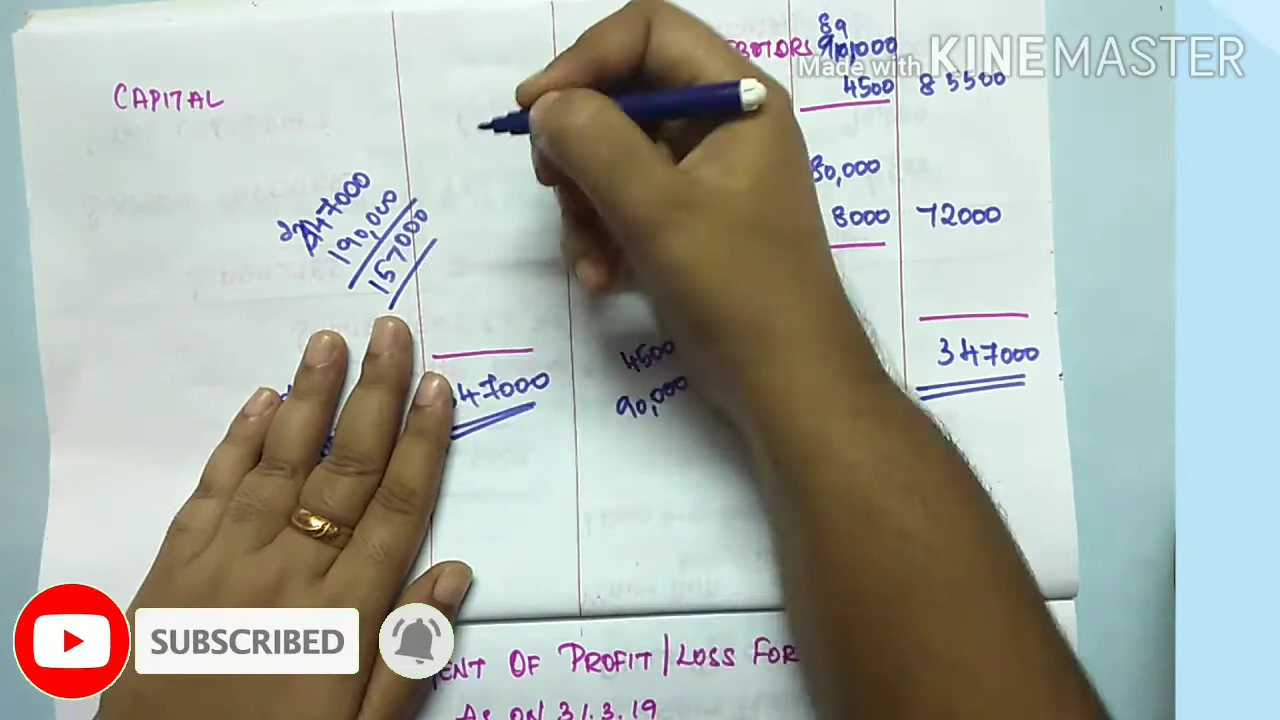 CAPITAL
89
90,000
Made with KINEMASTER
4500 85500
247000
190,000
157000
80,000
8000 72000
347000
4500
90,000
47000
SUBSCRIBED
OF PROFIT/LOSS FOR
AS ON 31.3.19